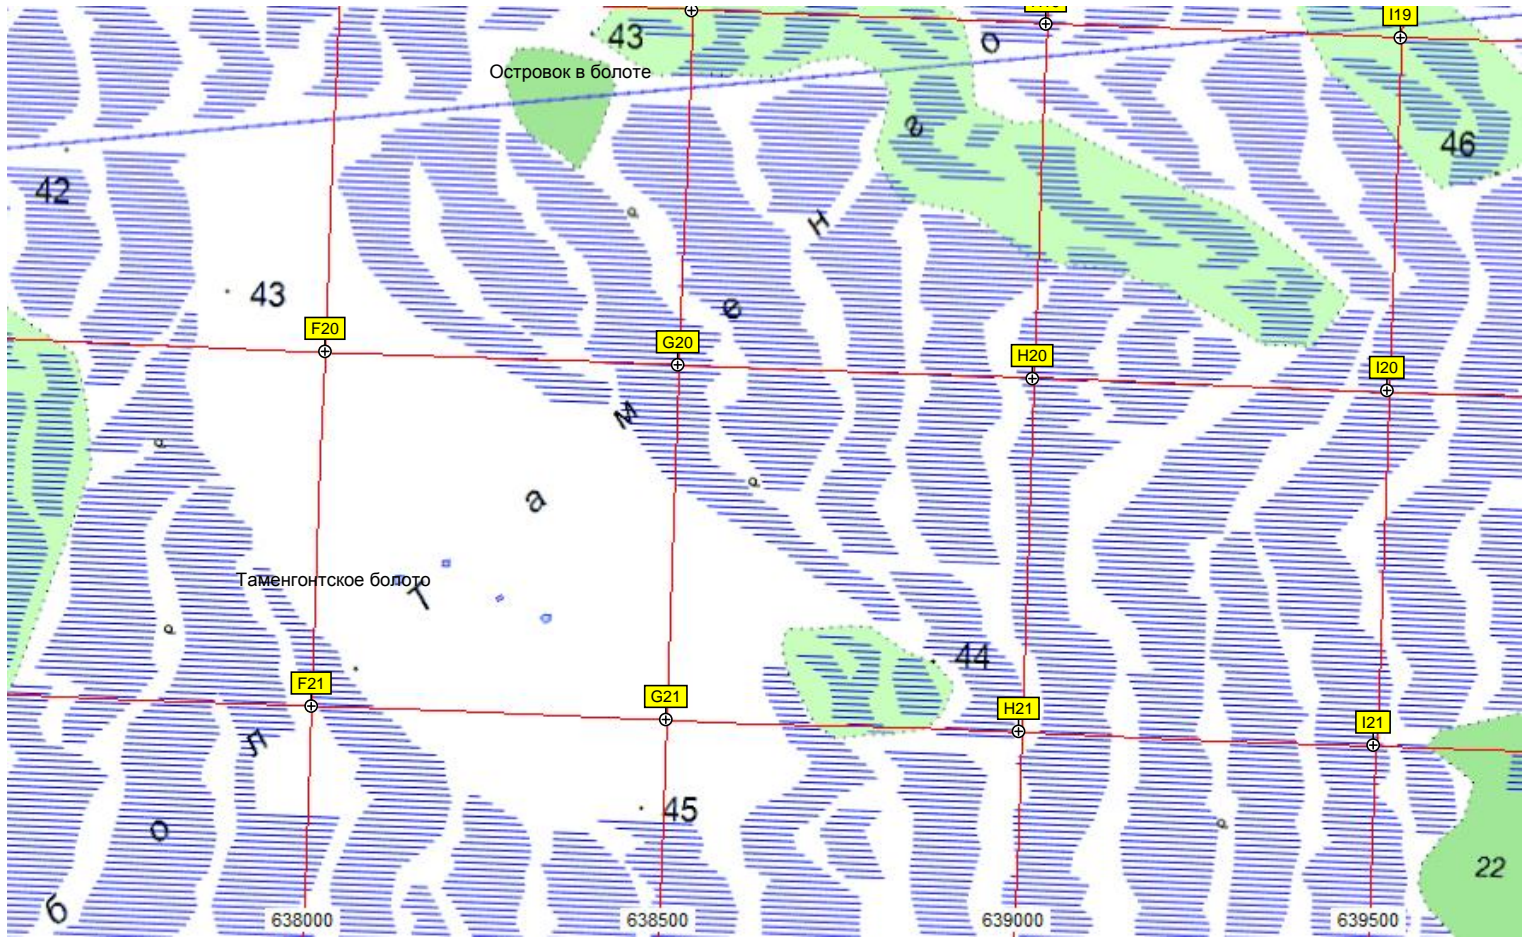 I19
43
о
Островок в болоте
г
46
42
н
43
е
F20
G20
H20
I20
м
а
Таменгонтское болото
Т
44
F21
G21
H21
I21
л
45
о
22
б
638000
638500
639000
639500